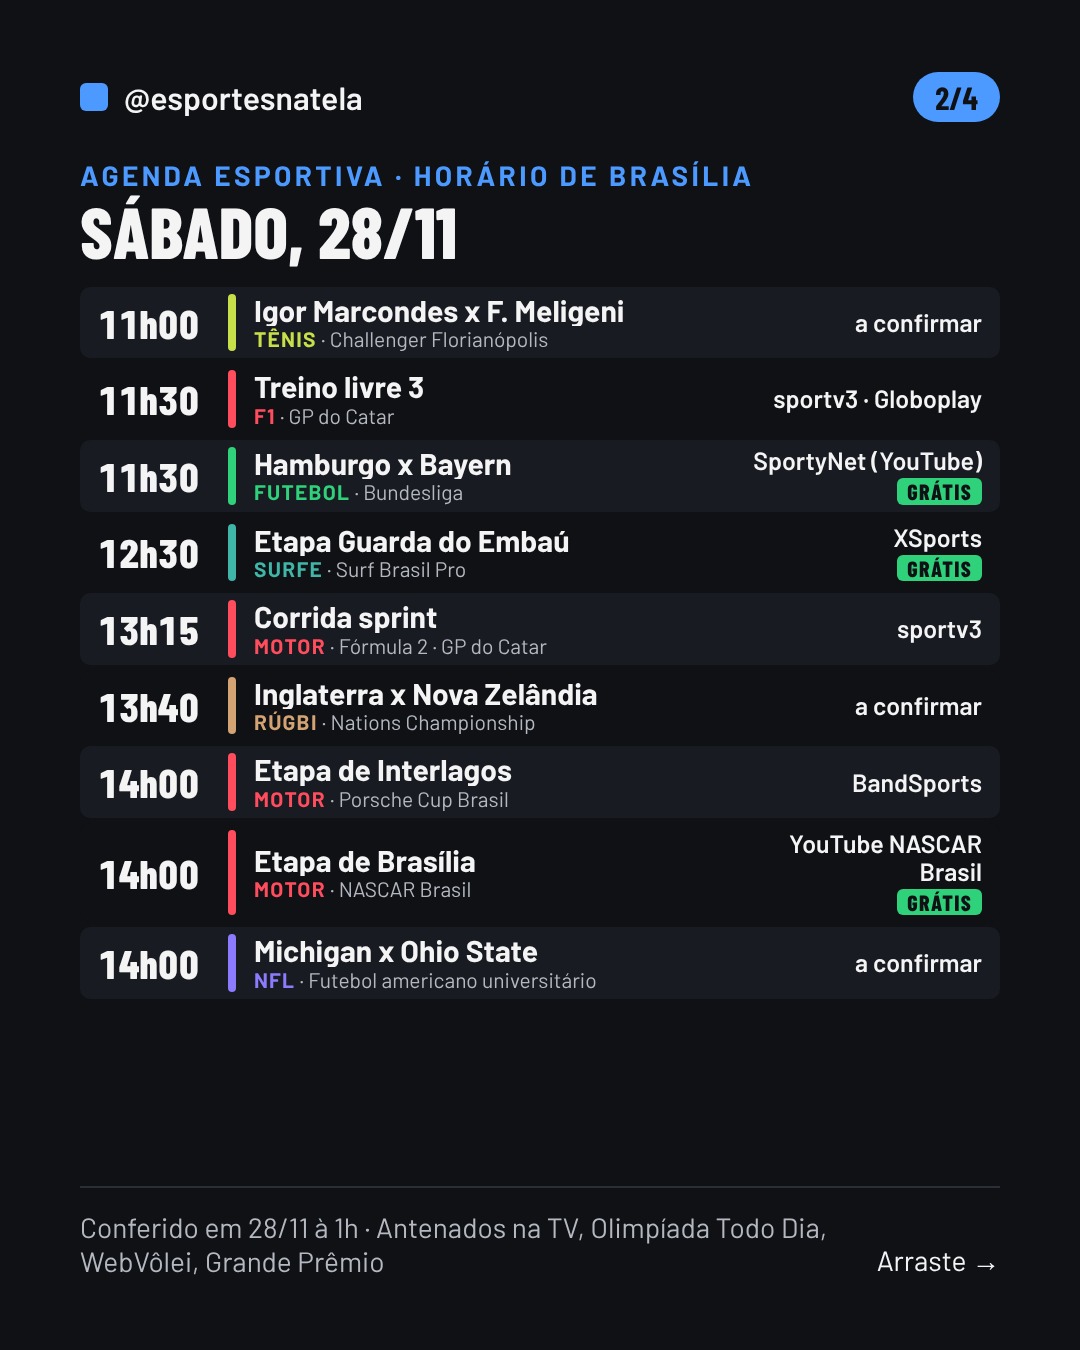 @esportesnatela
2/4
AGENDA ESPORTIVA · HORÁRIO DE BRASÍLIA
SÁBADO, 28/11
11h00
Igor Marcondes x F. Meligeni
TÊNIS · Challenger Florianópolis
a confirmar
11h30
Treino livre 3
F1 · GP do Catar
sportv3 · Globoplay
11h30
Hamburgo x Bayern
FUTEBOL · Bundesliga
SportyNet (YouTube)
GRÁTIS
12h30
Etapa Guarda do Embaú
SURFE · Surf Brasil Pro
XSports
GRÁTIS
13h15
Corrida sprint
MOTOR · Fórmula 2 · GP do Catar
sportv3
13h40
Inglaterra x Nova Zelândia
RÚGBI · Nations Championship
a confirmar
14h00
Etapa de Interlagos
MOTOR · Porsche Cup Brasil
BandSports
14h00
Etapa de Brasília
MOTOR · NASCAR Brasil
YouTube NASCAR
Brasil
GRÁTIS
14h00
Michigan x Ohio State
NFL · Futebol americano universitário
a confirmar
Conferido em 28/11 à 1h · Antenados na TV, Olimpíada Todo Dia,
WebVôlei, Grande Prêmio
Arraste →